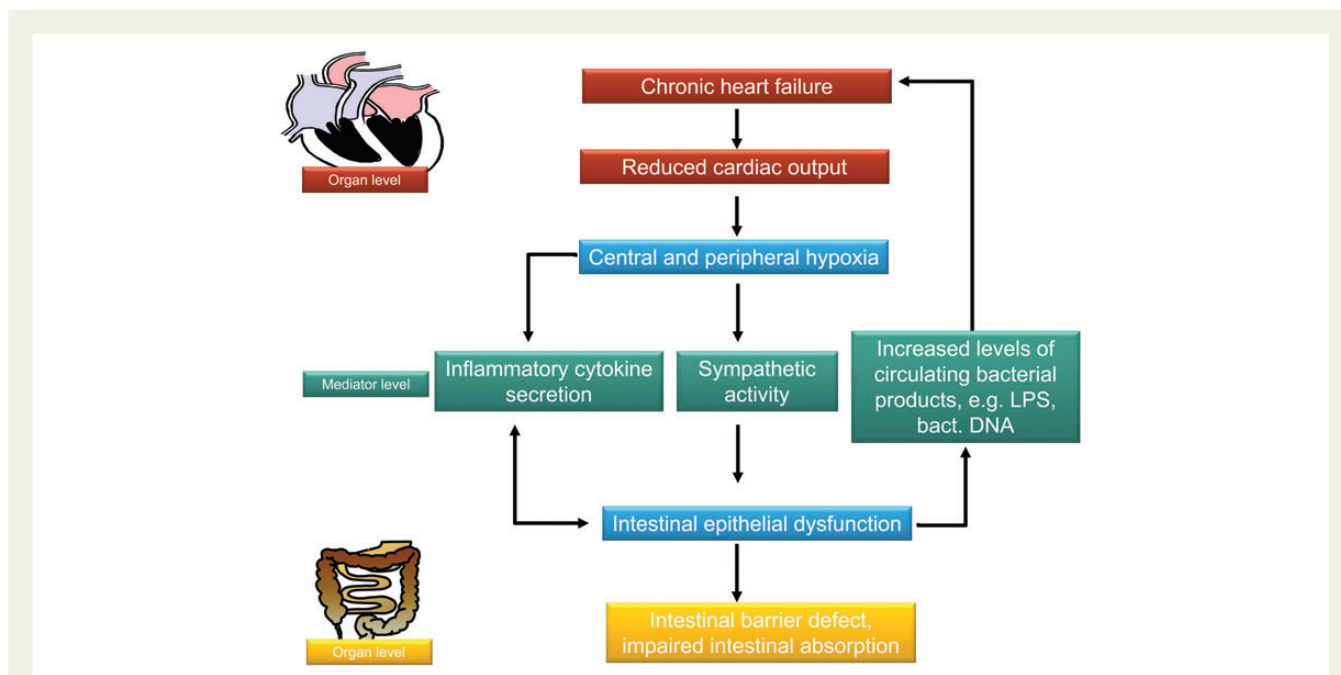 Chronic heart failure
Organ level
Reduced cardiac output
Central and peripheral hypoxia
Mediator level
Inflammatory cytokine
secretion
Sympathetic
activity
Increased levels of
circulating bacterial
products, e.g. LPS,
bact. DNA
Intestinal epithelial dysfunction
Organ level
Intestinal barrier defect,
impaired intestinal absorption